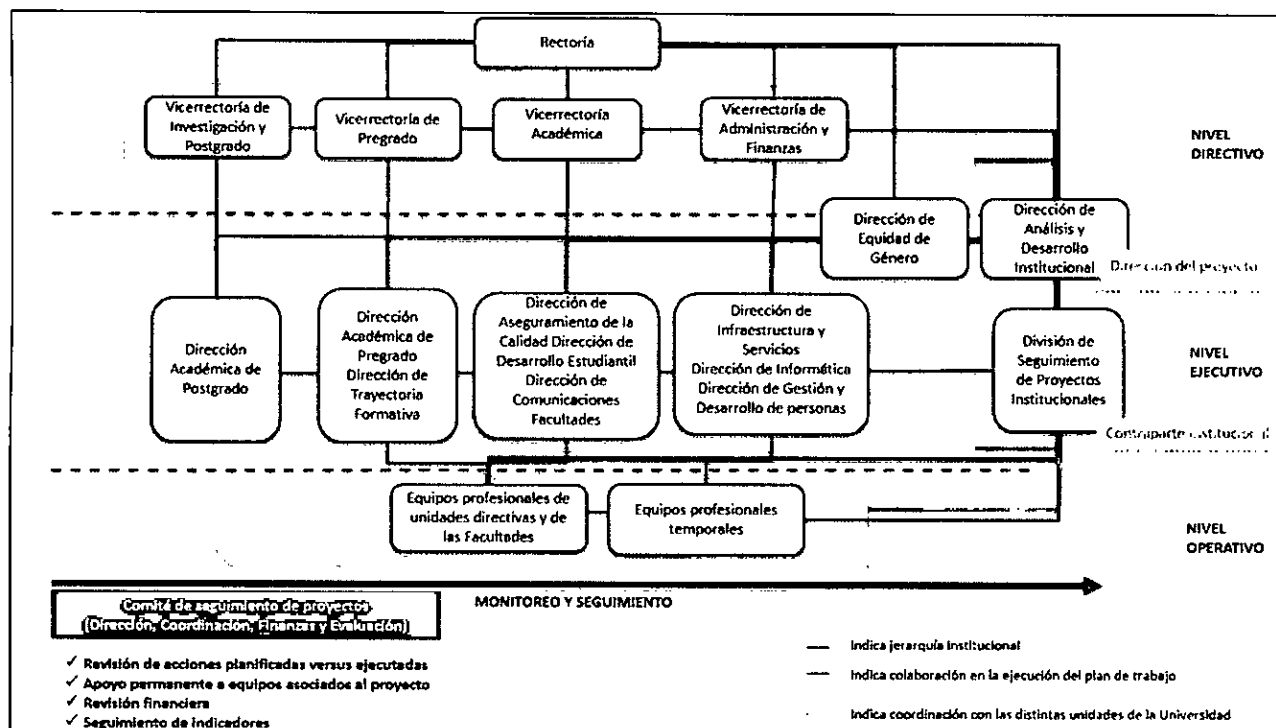 Rectoría
Vicerrectoría de
Investigación y
Postgrado
Vicerrectoría de
Pregrado
Vicerrectoría
Académica
Vicerrectoría de
Administración y
Finanzas
NIVEL
DIRECTIVO
Dirección de
Equidad de
Género
Dirección de
Análisis y
Desarrollo
Institucional
Dirección del proyecto
Dirección
Académica de
Postgrado
Dirección
Académica de
Pregrado
Dirección de
Trayectoria
Formativa
Dirección de
Aseguramiento de la
Calidad Dirección de
Desarrollo Estudiantil
Dirección de
Comunicaciones
Facultades
Dirección de
Infraestructura y
Servicios
Dirección de Informática
Dirección de Gestión y
Desarrollo de personas
División de
Seguimiento
de Proyectos
Institucionales
NIVEL
EJECUTIVO
Contraparte
Equipos profesionales de
unidades directivas y de
las Facultades
Equipos profesionales
temporales
NIVEL
OPERATIVO
MONITOREO Y SEGUIMIENTO
Comité de seguimiento de proyectos
(Dirección, Coordinación, Finanzas y Evaluación)
✓ Revisión de acciones planificadas versus ejecutadas
✓ Apoyo permanente a equipos asociados al proyecto
✓ Revisión financiera
✓ Seguimiento de indicadores
Indica jerarquía institucional
Indica colaboración en la ejecución del plan de trabajo
Indica coordinación con las distintas unidades de la Universidad